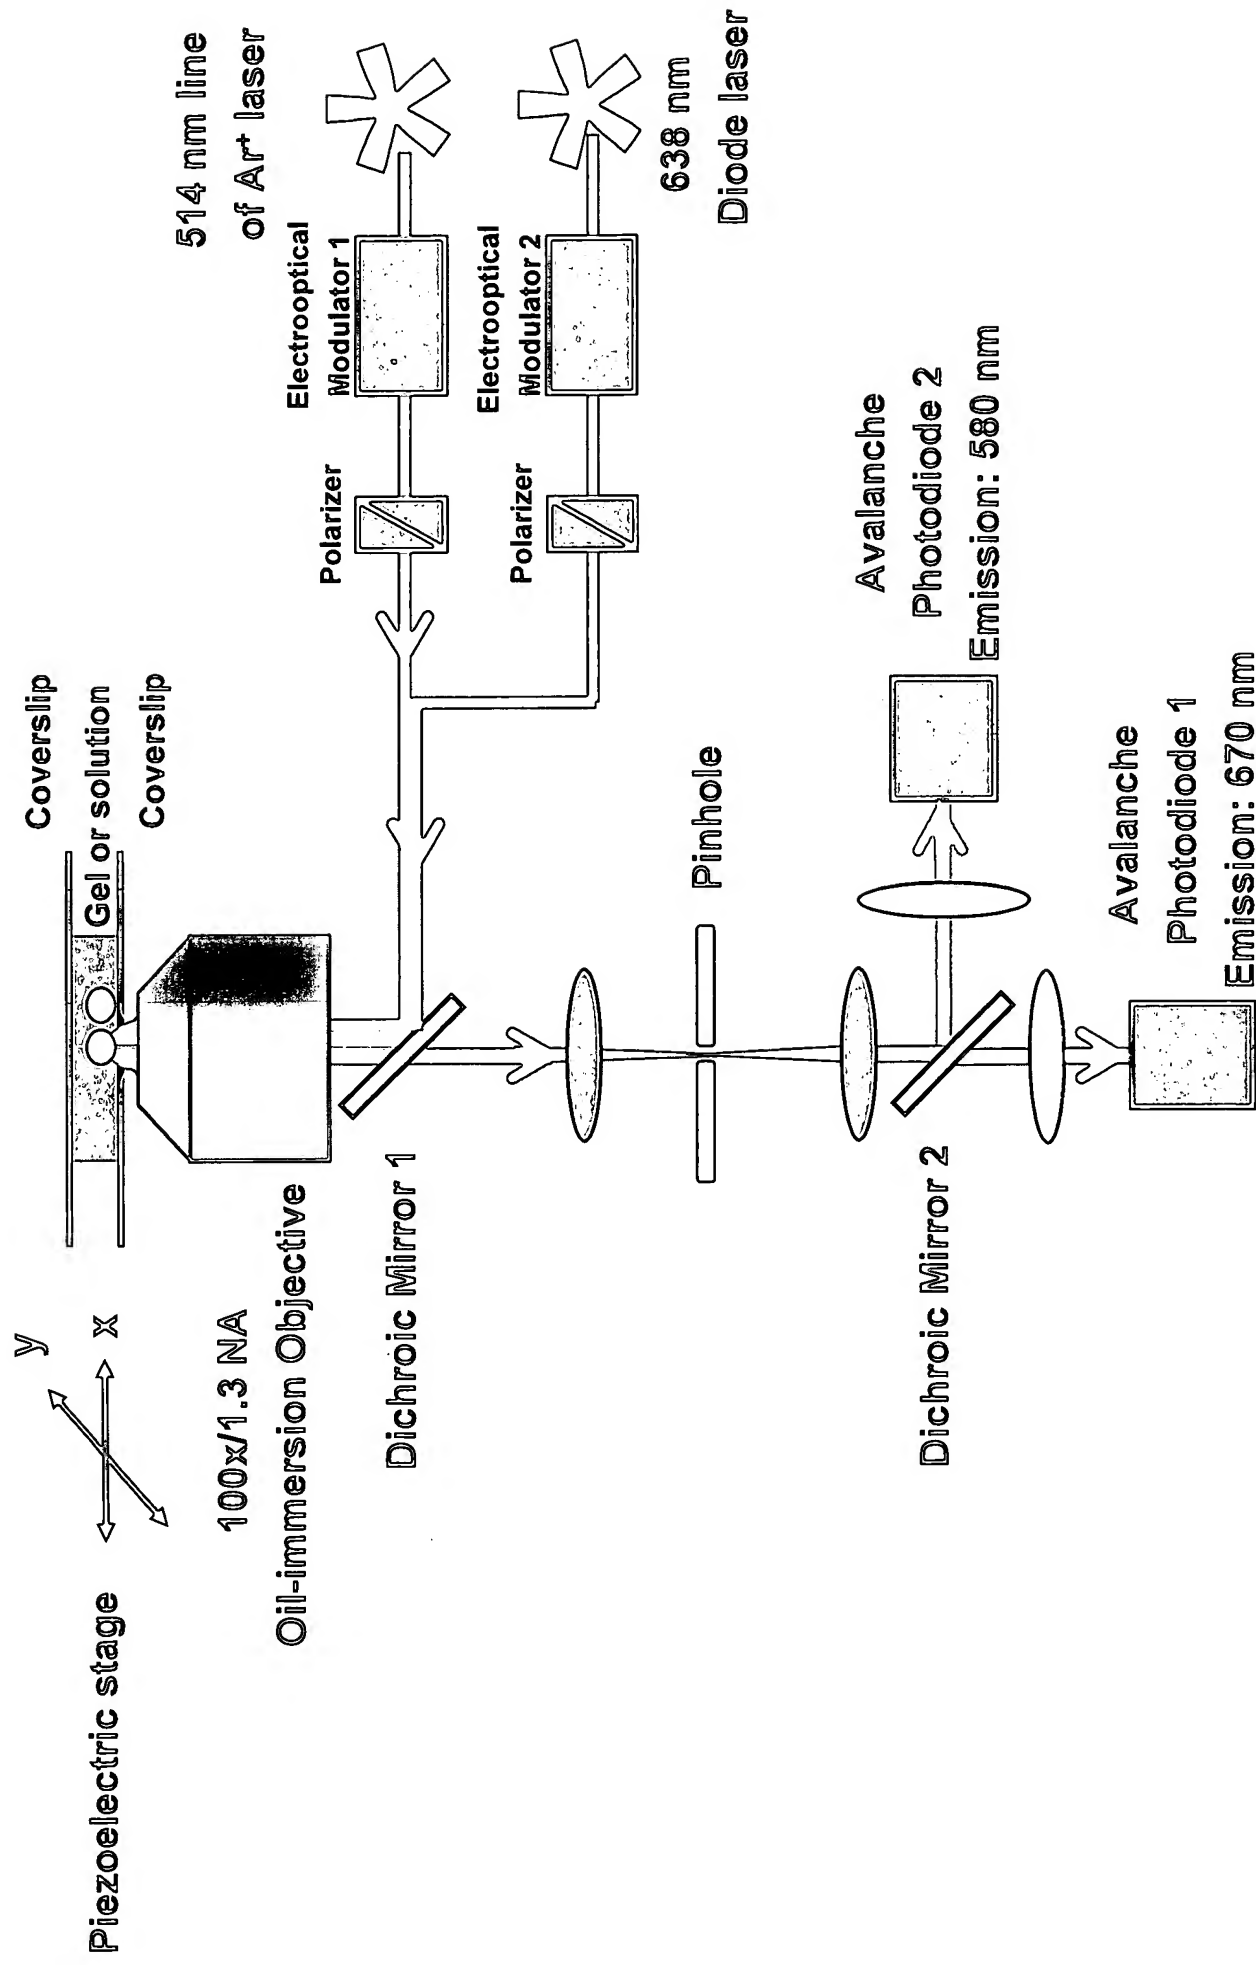 Piezoelectric stage
y
x
Coverslip
Gel or solution
Coverslip
514 nm line
of Ar⁺ laser
Electrooptical
Modulator 1
Polarizer
Electrooptical
Modulator 2
Polarizer
638 nm
Diode laser
100x/1.3 NA
Oil-immersion Objective
Dichroic Mirror 1
Pinhole
Dichroic Mirror 2
Avalanche
Photodiode 2
Emission: 580 nm
Avalanche
Photodiode 1
Emission: 670 nm